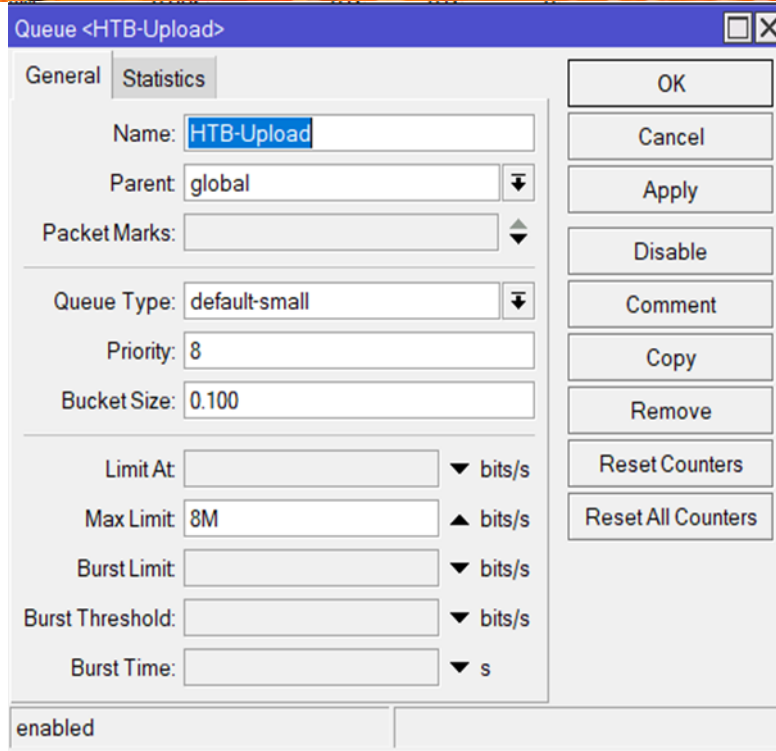 Queue <HTB-Upload>
General Statistics
Name: HTB-Upload
Parent: global
Packet Marks:
Queue Type: default-small
Priority: 8
Bucket Size: 0.100
Limit At:
bits/s
Max Limit: 8M bits/s
Burst Limit: bits/s
Burst Threshold: bits/s
Burst Time: s
OK
Cancel
Apply
Disable
Comment
Copy
Remove
Reset Counters
Reset All Counters
enabled